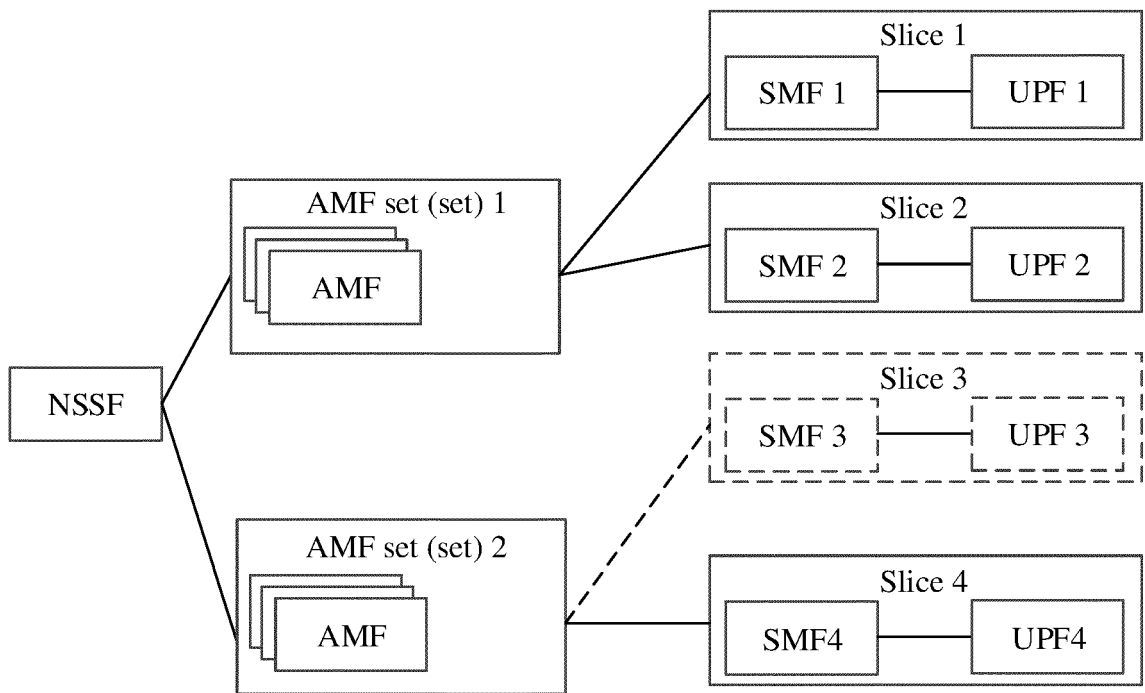 Slice 1
SMF 1
UPF 1
AMF set (set) 1
AMF
Slice 2
SMF 2
UPF 2
NSSF
Slice 3
SMF 3
UPF 3
AMF set (set) 2
AMF
Slice 4
SMF4
UPF4